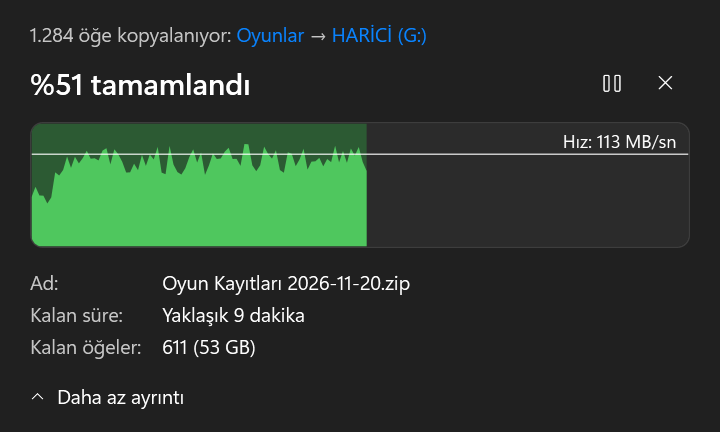 1.284 öğe kopyalanıyor: Oyunlar → HARİCİ (G:)
%51 tamamlandı
Hız: 113 MB/sn
Ad: Oyun Kayıtları 2026-11-20.zip
Kalan süre: Yaklaşık 9 dakika
Kalan öğeler: 611 (53 GB)
Daha az ayrıntı